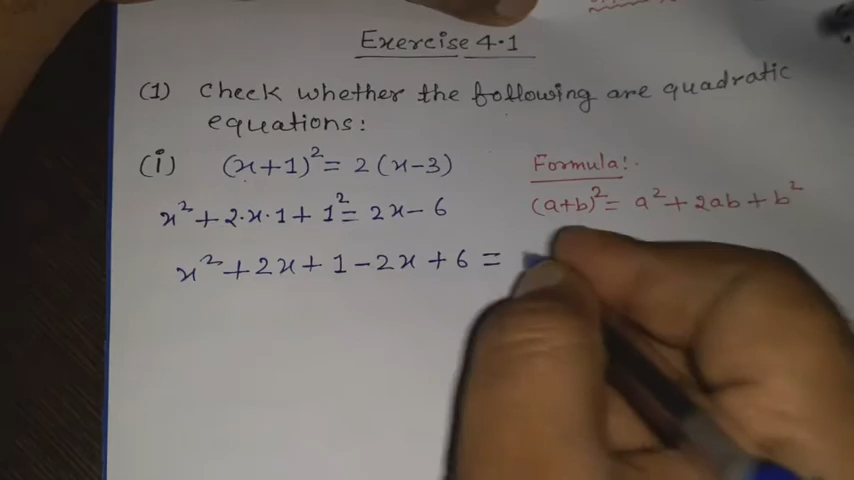 Exercise 4.1
(1) Check whether the following are quadratic
equations:
(i) (x+1)² = 2(x-3)
Formula:-
x² + 2·x·1 + 1² = 2x - 6
(a+b)² = a² + 2ab + b²
x² + 2x + 1 - 2x + 6 =